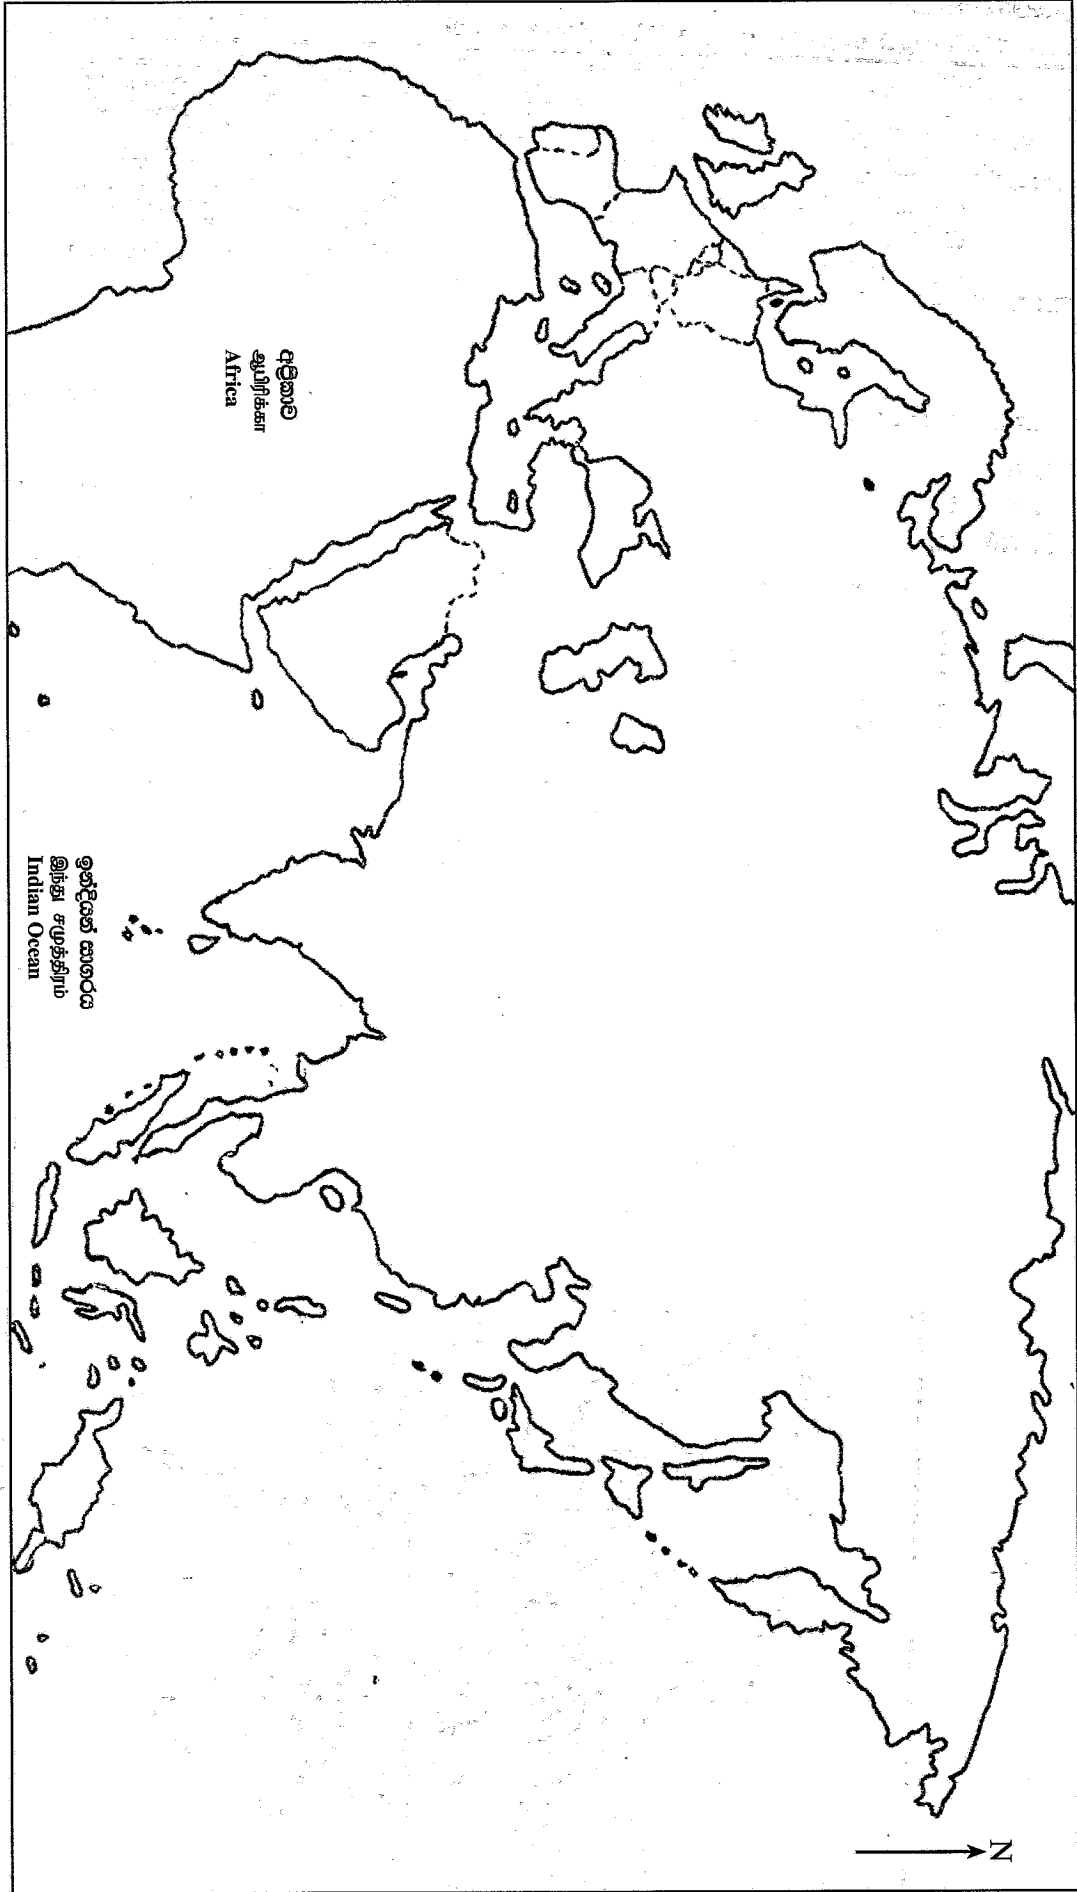 අප්‍රිකාව
ஆபிரிக்கா
Africa
ඉන්දියන් සාගරය
இந்து சமுத்திரம்
Indian Ocean
N